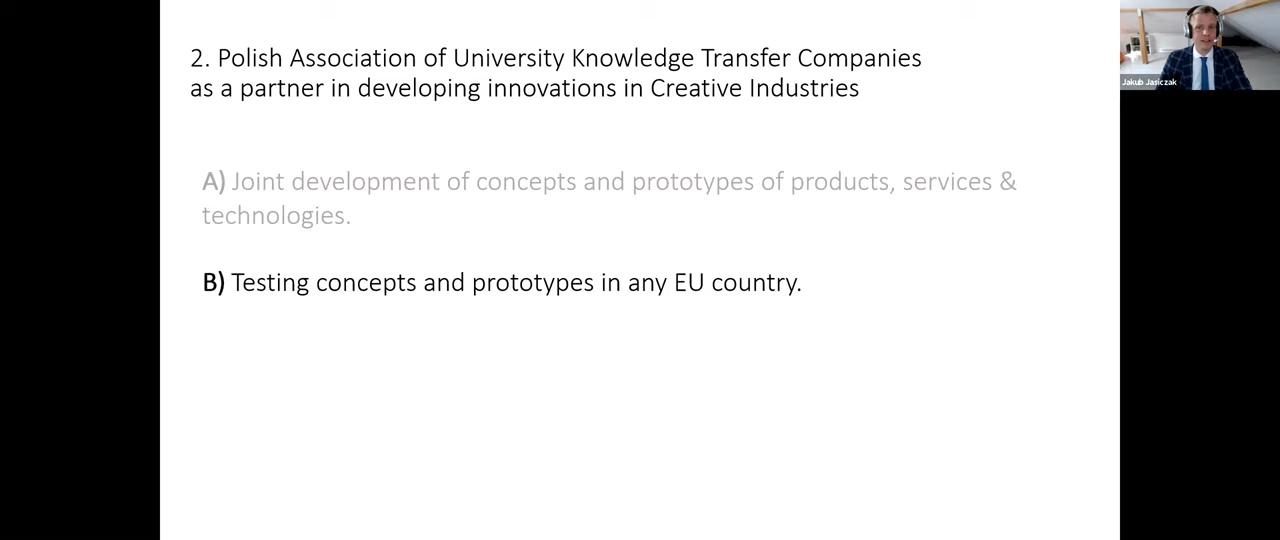 2. Polish Association of University Knowledge Transfer Companies
as a partner in developing innovations in Creative Industries
A) Joint development of concepts and prototypes of products, services &
technologies.
B) Testing concepts and prototypes in any EU country.
Jakub Jasiczak